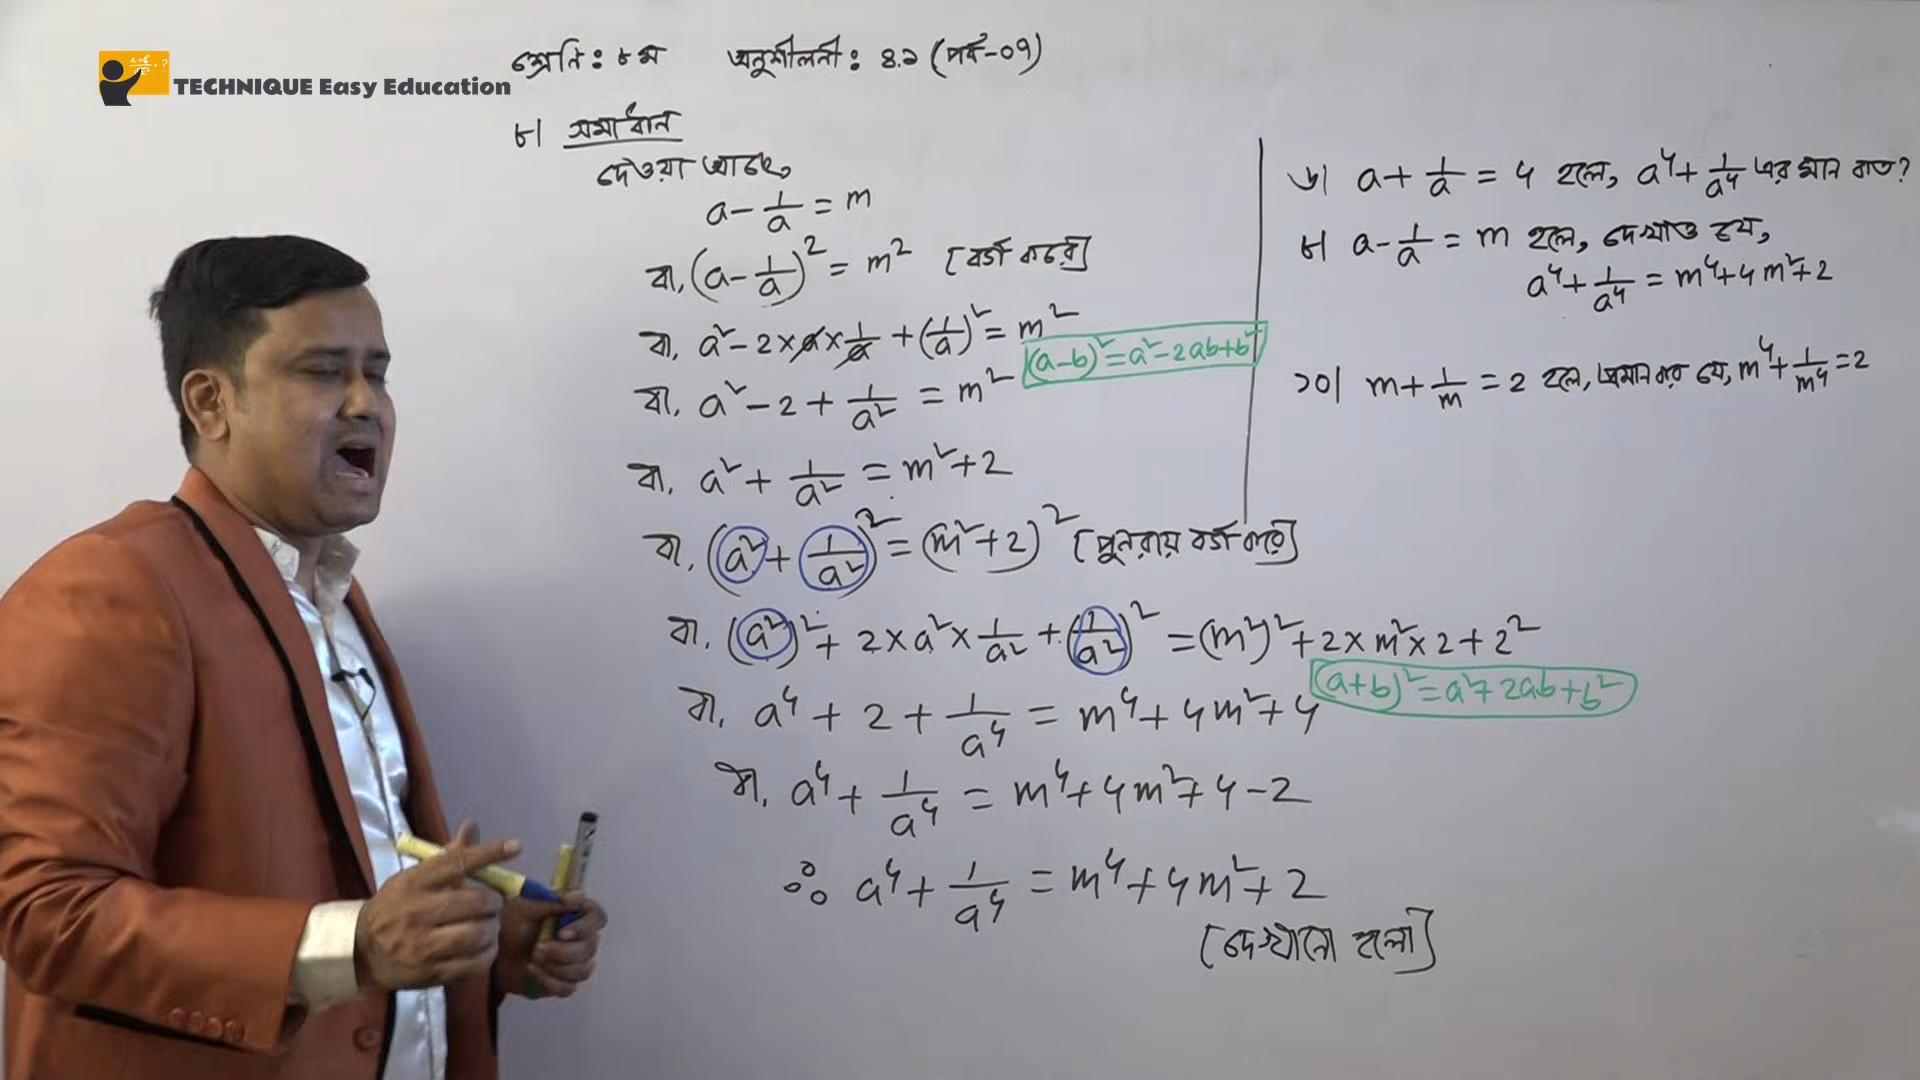 TECHNIQUE Easy Education
শ্রেণি: ৮ম অনুশীলনী: ৪.১ (পর্ব-০৭)
৮। সমাধান
দেওয়া আছে,
a - 1/a = m
বা, (a - 1/a)² = m² [বর্গ করে]
বা, a² - 2×a×1/a + (1/a)² = m²
(a-b)² = a² - 2ab + b²
বা, a² - 2 + 1/a² = m²
বা, a² + 1/a² = m² + 2
বা, (a² + 1/a²)² = (m² + 2)² [পুনরায় বর্গ করে]
বা, (a²)² + 2×a²×1/a² + (1/a²)² = (m²)² + 2×m²×2 + 2²
(a+b)² = a² + 2ab + b²
বা, a⁴ + 2 + 1/a⁴ = m⁴ + 4m² + 4
বা, a⁴ + 1/a⁴ = m⁴ + 4m² + 4 - 2
∴ a⁴ + 1/a⁴ = m⁴ + 4m² + 2
[দেখানো হলো]
৬। a + 1/a = 4 হলে, a⁴ + 1/a⁴ এর মান কত?
৮। a - 1/a = m হলে, দেখাও যে,
a⁴ + 1/a⁴ = m⁴ + 4m² + 2
১০। m + 1/m = 2 হলে, প্রমাণ কর যে, m⁴ + 1/m⁴ = 2